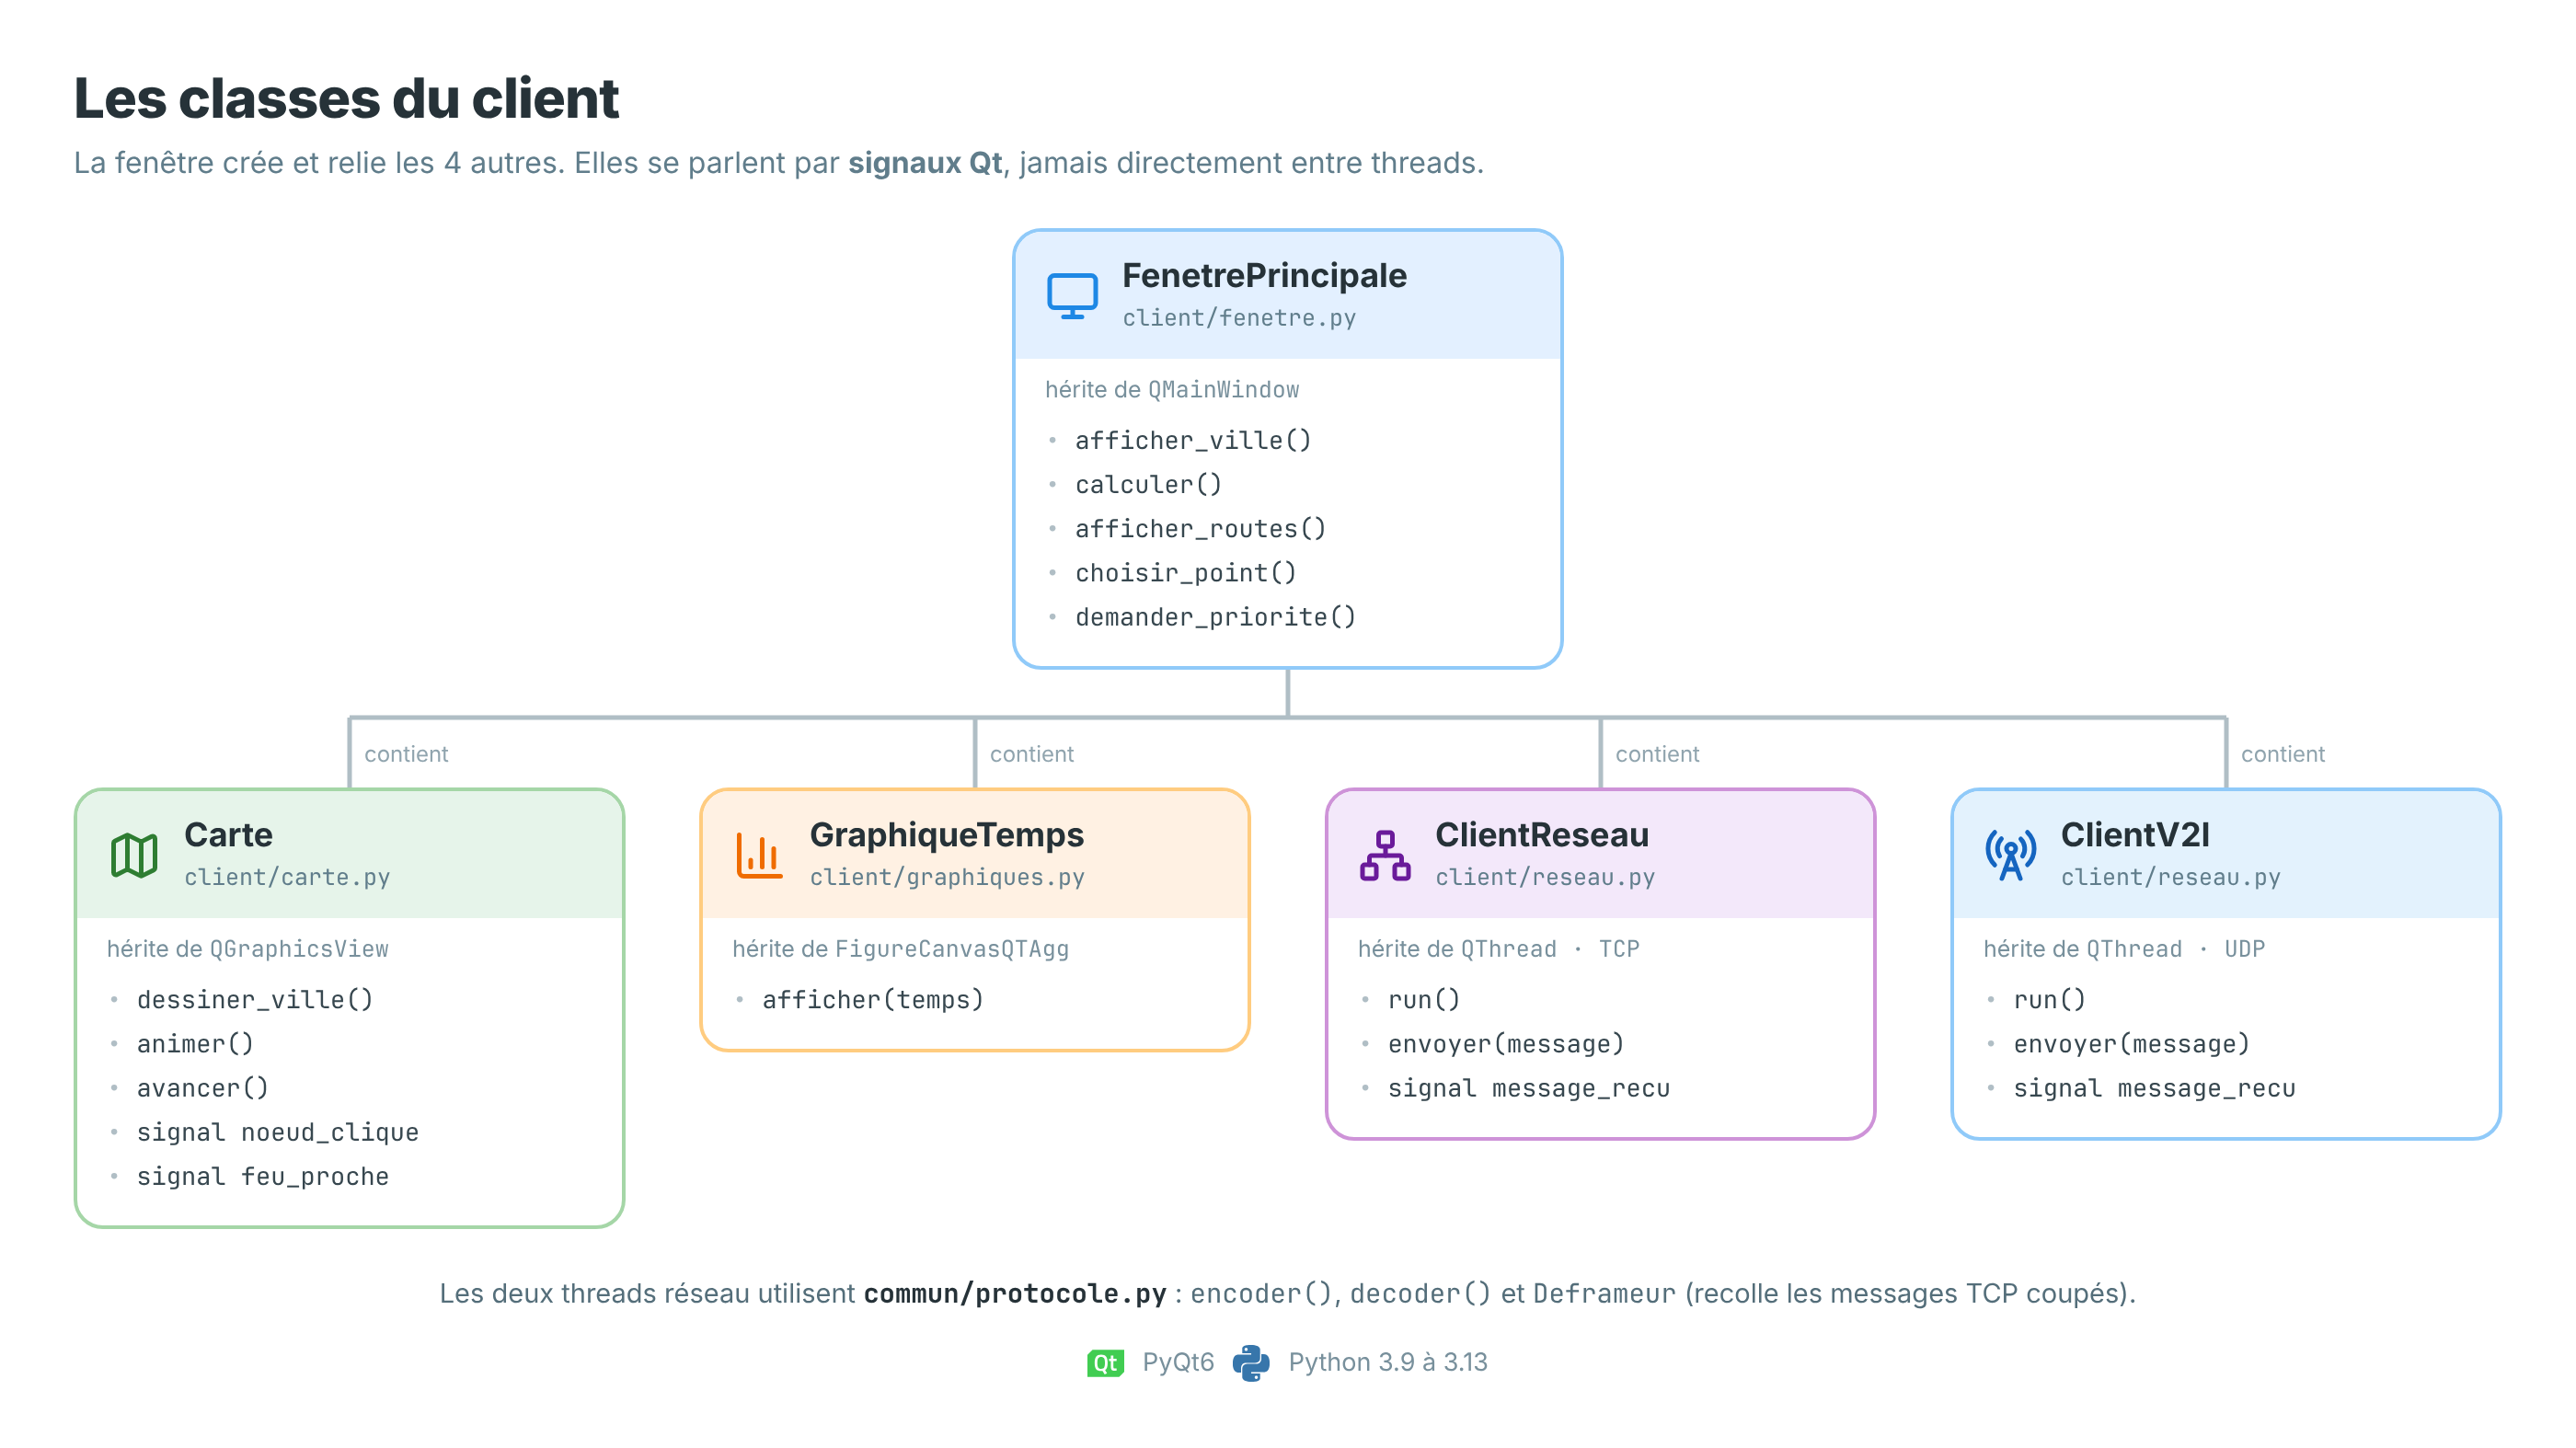 Les classes du client
La fenêtre crée et relie les 4 autres. Elles se parlent par signaux Qt, jamais directement entre threads.
FenetrePrincipale
client/fenetre.py
hérite de QMainWindow
• afficher_ville()
• calculer()
• afficher_routes()
• choisir_point()
• demander_priorite()
contient
contient
contient
contient
Carte
client/carte.py
hérite de QGraphicsView
• dessiner_ville()
• animer()
• avancer()
• signal noeud_clique
• signal feu_proche
GraphiqueTemps
client/graphiques.py
hérite de FigureCanvasQTAgg
• afficher(temps)
ClientReseau
client/reseau.py
hérite de QThread · TCP
• run()
• envoyer(message)
• signal message_recu
ClientV2I
client/reseau.py
hérite de QThread · UDP
• run()
• envoyer(message)
• signal message_recu
Les deux threads réseau utilisent commun/protocole.py : encoder(), decoder() et Deframeur (recolle les messages TCP coupés).
Qt PyQt6 Python 3.9 à 3.13